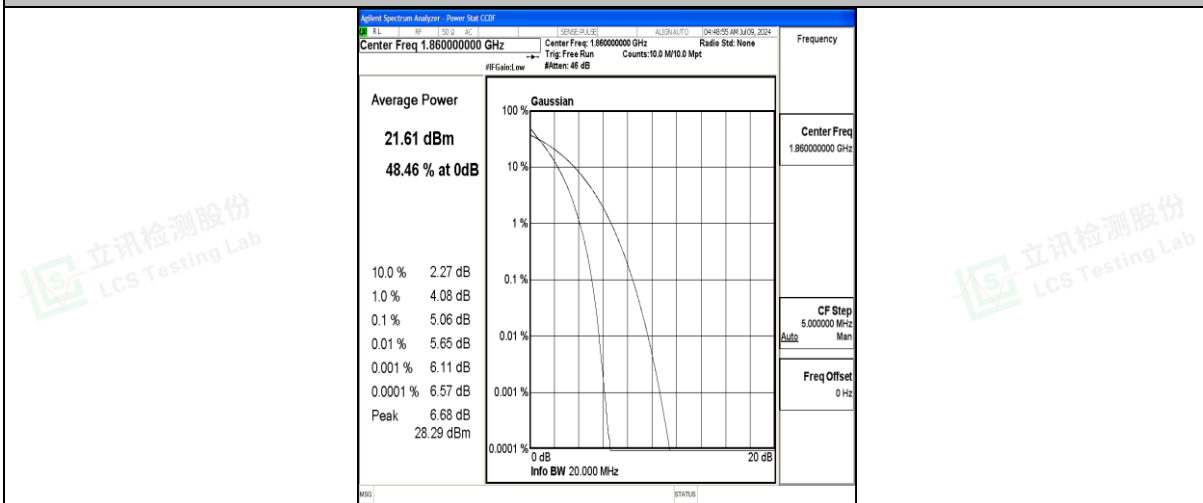 Agilent Spectrum Analyzer - Power Stat CCDF
RL RF 50 Ω AC SENSE:PULSE ALIGN AUTO 04:48:55 AM Jul 09, 2024
Center Freq 1.860000000 GHz
Center Freq: 1.860000000 GHz Radio Std: None
Trig: Free Run Counts:10.0 M/10.0 Mpt
#IFGain:Low #Atten: 46 dB
Frequency
Average Power
21.61 dBm
48.46 % at 0dB
10.0 % 2.27 dB
1.0 % 4.08 dB
0.1 % 5.06 dB
0.01 % 5.65 dB
0.001 % 6.11 dB
0.0001 % 6.57 dB
Peak 6.68 dB
28.29 dBm
Gaussian
100 %
10 %
1 %
0.1 %
0.01 %
0.001 %
0.0001 %
0 dB 20 dB
Info BW 20.000 MHz
Center Freq
1.860000000 GHz
CF Step
5.000000 MHz
Auto Man
Freq Offset
0 Hz
MSG STATUS
立讯检测股份
LCS Testing Lab
立讯检测股份
LCS Testing Lab